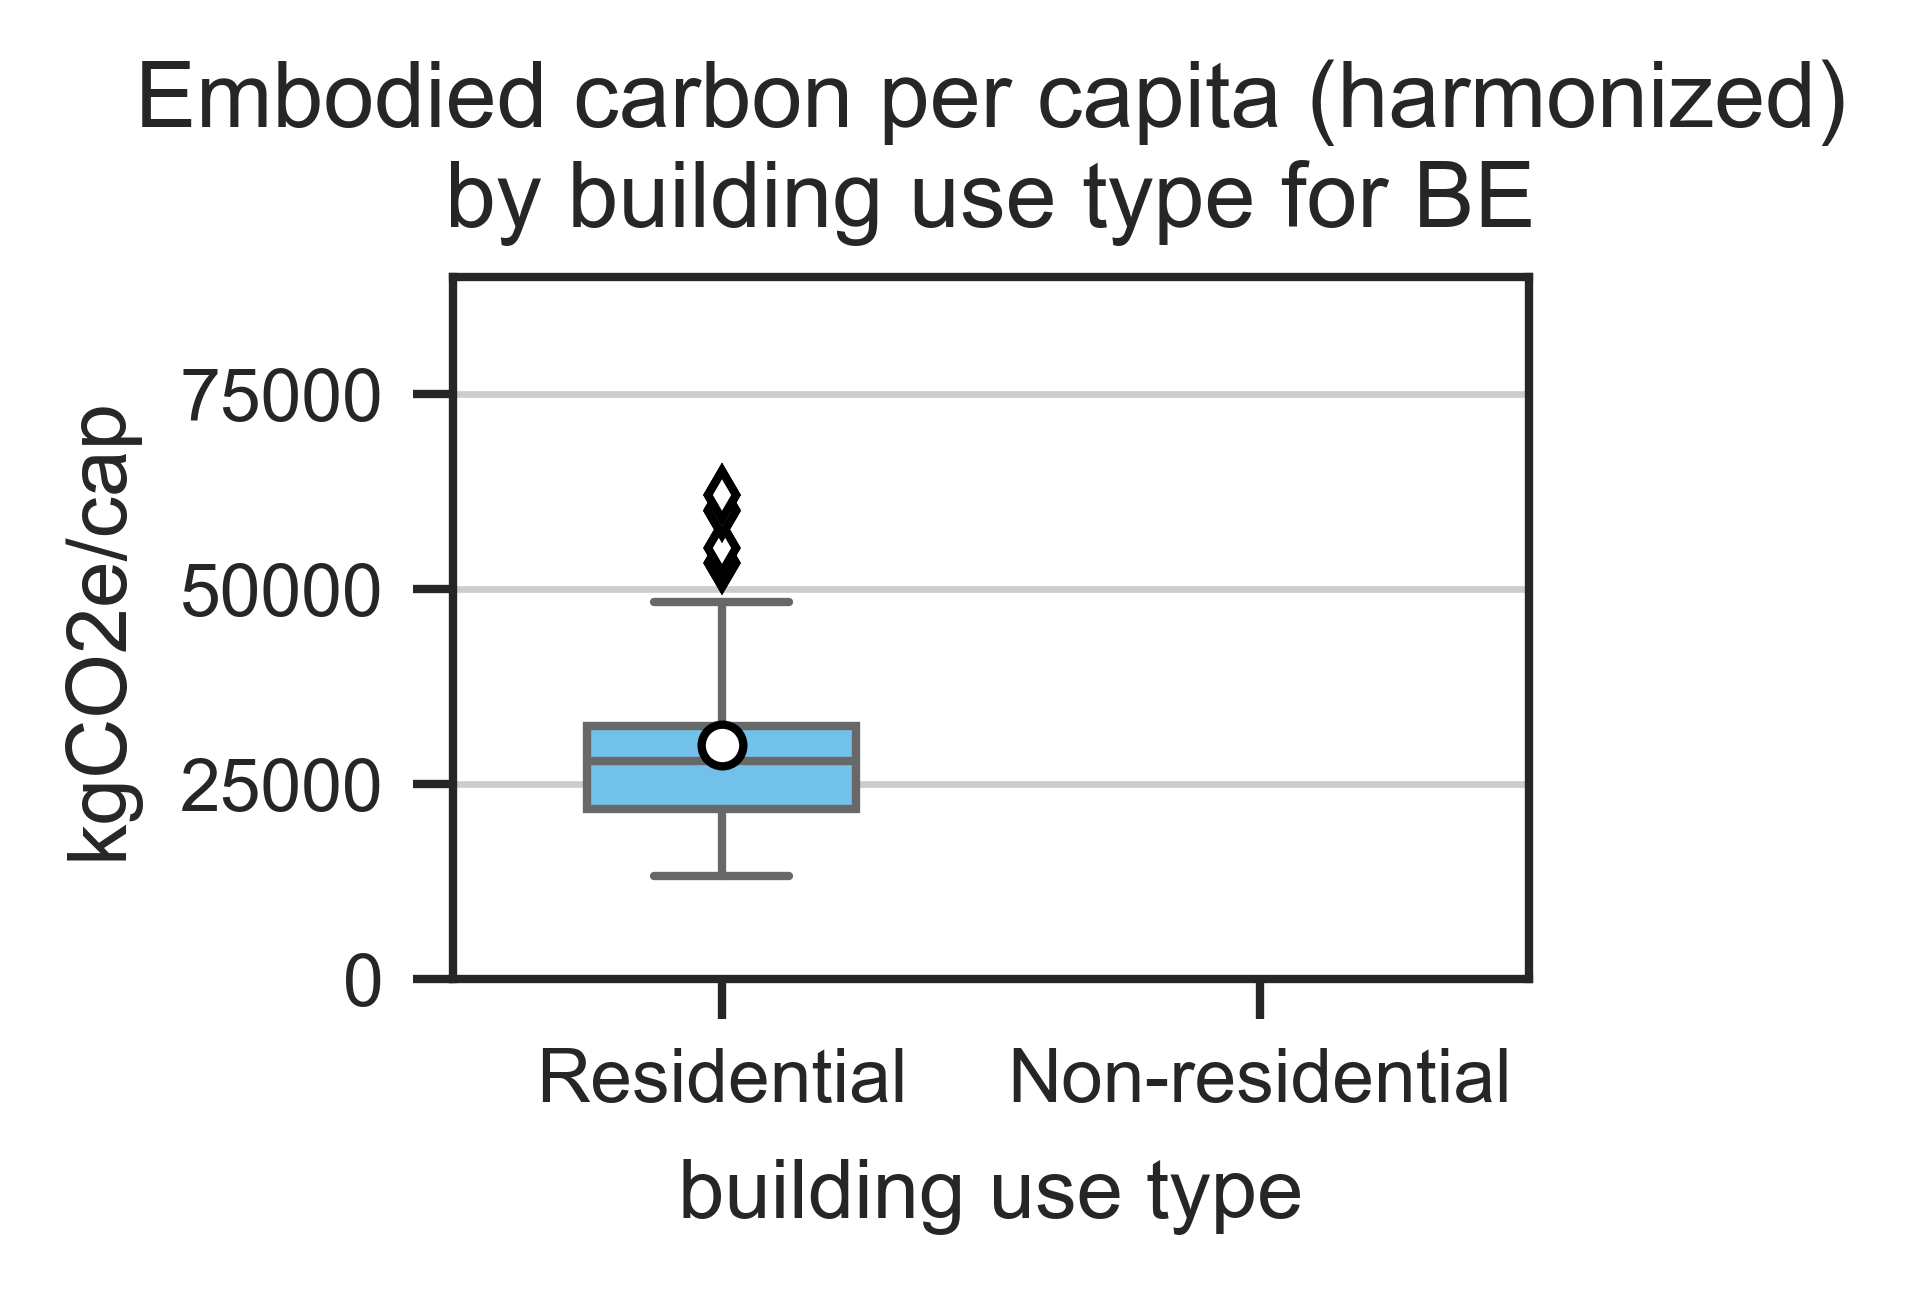 Embodied carbon per capita (harmonized)
by building use type for BE
kgCO2e/cap
75000
50000
25000
0
Residential
Non-residential
building use type